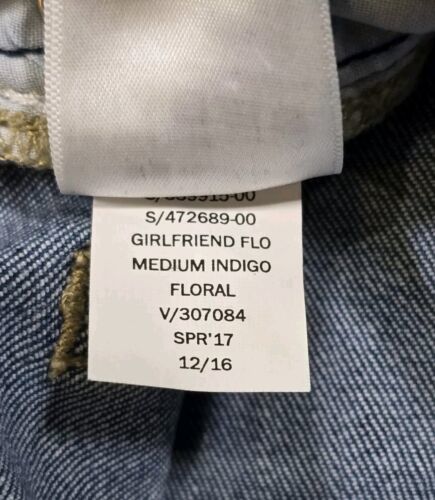 S/472689-00
GIRLFRIEND FLO
MEDIUM INDIGO
FLORAL
V/307084
SPR'17
12/16